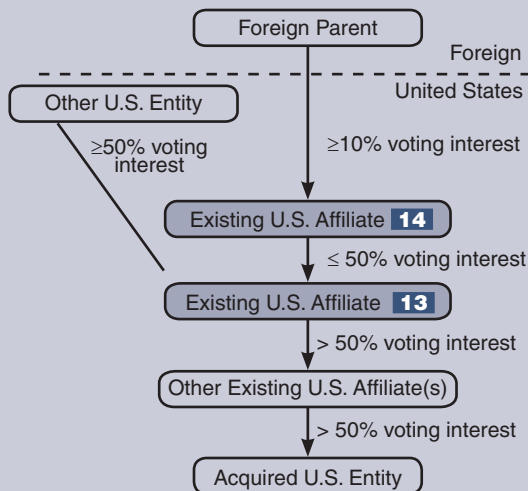 Foreign Parent
Foreign
United States
Other U.S. Entity
≥50% voting
interest
≥10% voting interest
Existing U.S. Affiliate 14
≤ 50% voting interest
Existing U.S. Affiliate 13
> 50% voting interest
Other Existing U.S. Affiliate(s)
> 50% voting interest
Acquired U.S. Entity